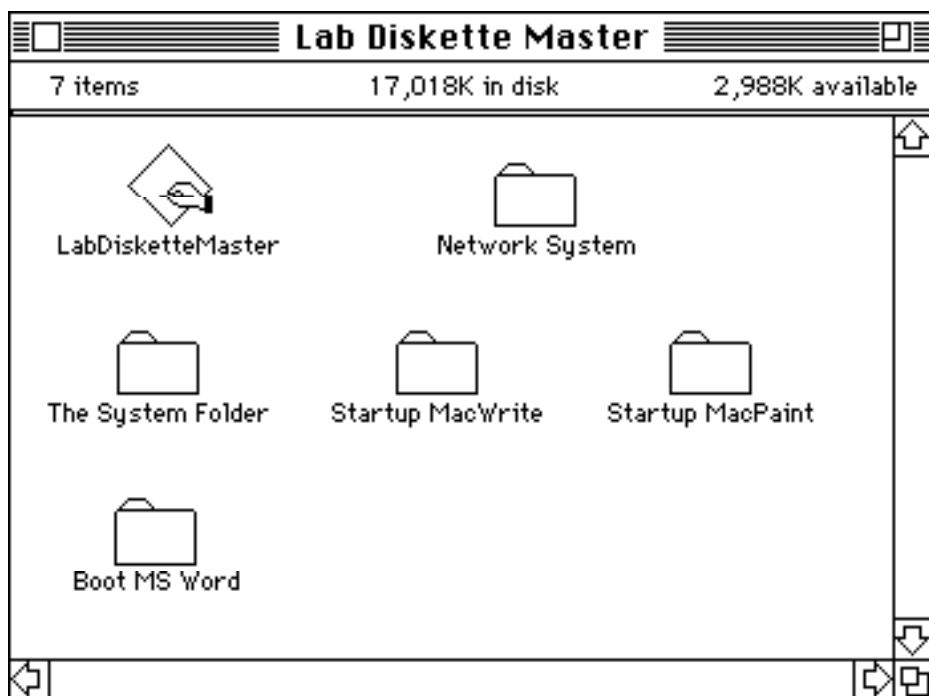 Lab Diskette Master
7 items 17,018K in disk 2,988K available
LabDisketteMaster Network System
The System Folder Startup MacWrite Startup MacPaint
Boot MS Word